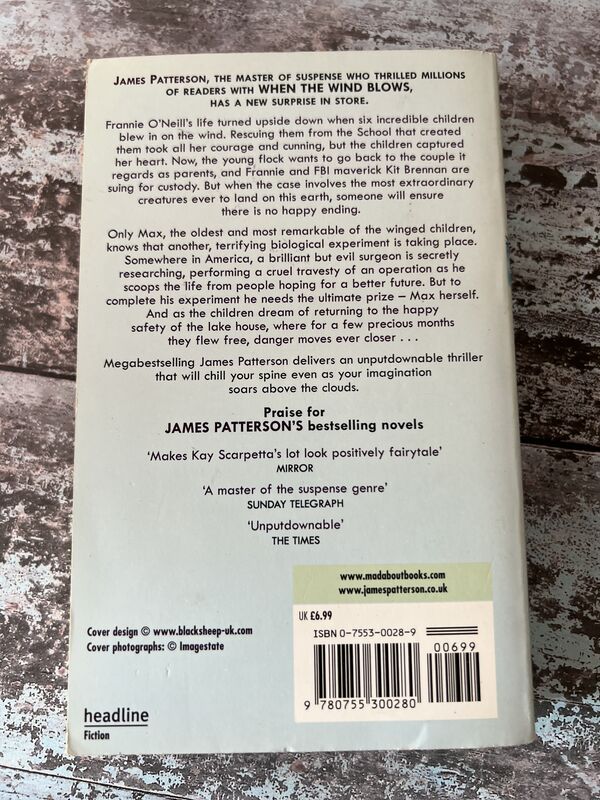 JAMES PATTERSON, THE MASTER OF SUSPENSE WHO THRILLED MILLIONS
OF READERS WITH WHEN THE WIND BLOWS,
HAS A NEW SURPRISE IN STORE.
Frannie O'Neill's life turned upside down when six incredible children
blew in on the wind. Rescuing them from the School that created
them took all her courage and cunning, but the children captured
her heart. Now, the young flock wants to go back to the couple it
regards as parents, and Frannie and FBI maverick Kit Brennan are
suing for custody. But when the case involves the most extraordinary
creatures ever to land on this earth, someone will ensure
there is no happy ending.
Only Max, the oldest and most remarkable of the winged children,
knows that another, terrifying biological experiment is taking place.
Somewhere in America, a brilliant but evil surgeon is secretly
researching, performing a cruel travesty of an operation as he
scoops the life from people hoping for a better future. But to
complete his experiment he needs the ultimate prize – Max herself.
And as the children dream of returning to the happy
safety of the lake house, where for a few precious months
they flew free, danger moves ever closer . . .
Megabestselling James Patterson delivers an unputdownable thriller
that will chill your spine even as your imagination
soars above the clouds.
Praise for
JAMES PATTERSON'S bestselling novels
'Makes Kay Scarpetta's lot look positively fairytale'
MIRROR
'A master of the suspense genre'
SUNDAY TELEGRAPH
'Unputdownable'
THE TIMES
www.madaboutbooks.com
www.jamespatterson.co.uk
UK £6.99
ISBN 0-7553-0028-9
00699
9 780755 300280
Cover design © www.blacksheep-uk.com
Cover photographs: © Imagestate
headline
Fiction